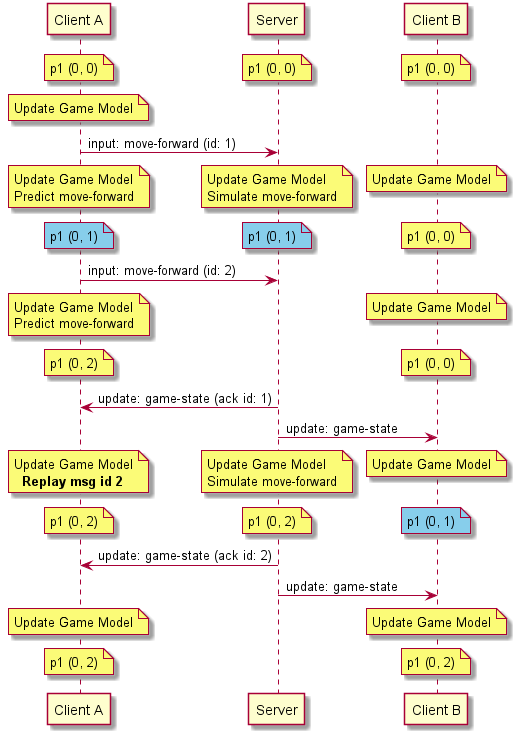 Client A
Server
Client B
p1 (0, 0)
p1 (0, 0)
p1 (0, 0)
Update Game Model
input: move-forward (id: 1)
Update Game Model
Predict move-forward
Update Game Model
Simulate move-forward
Update Game Model
p1 (0, 1)
p1 (0, 1)
p1 (0, 0)
input: move-forward (id: 2)
Update Game Model
Predict move-forward
Update Game Model
p1 (0, 2)
p1 (0, 0)
update: game-state (ack id: 1)
update: game-state
Update Game Model
Replay msg id 2
Update Game Model
Simulate move-forward
Update Game Model
p1 (0, 2)
p1 (0, 2)
p1 (0, 1)
update: game-state (ack id: 2)
update: game-state
Update Game Model
Update Game Model
p1 (0, 2)
p1 (0, 2)
Client A
Server
Client B